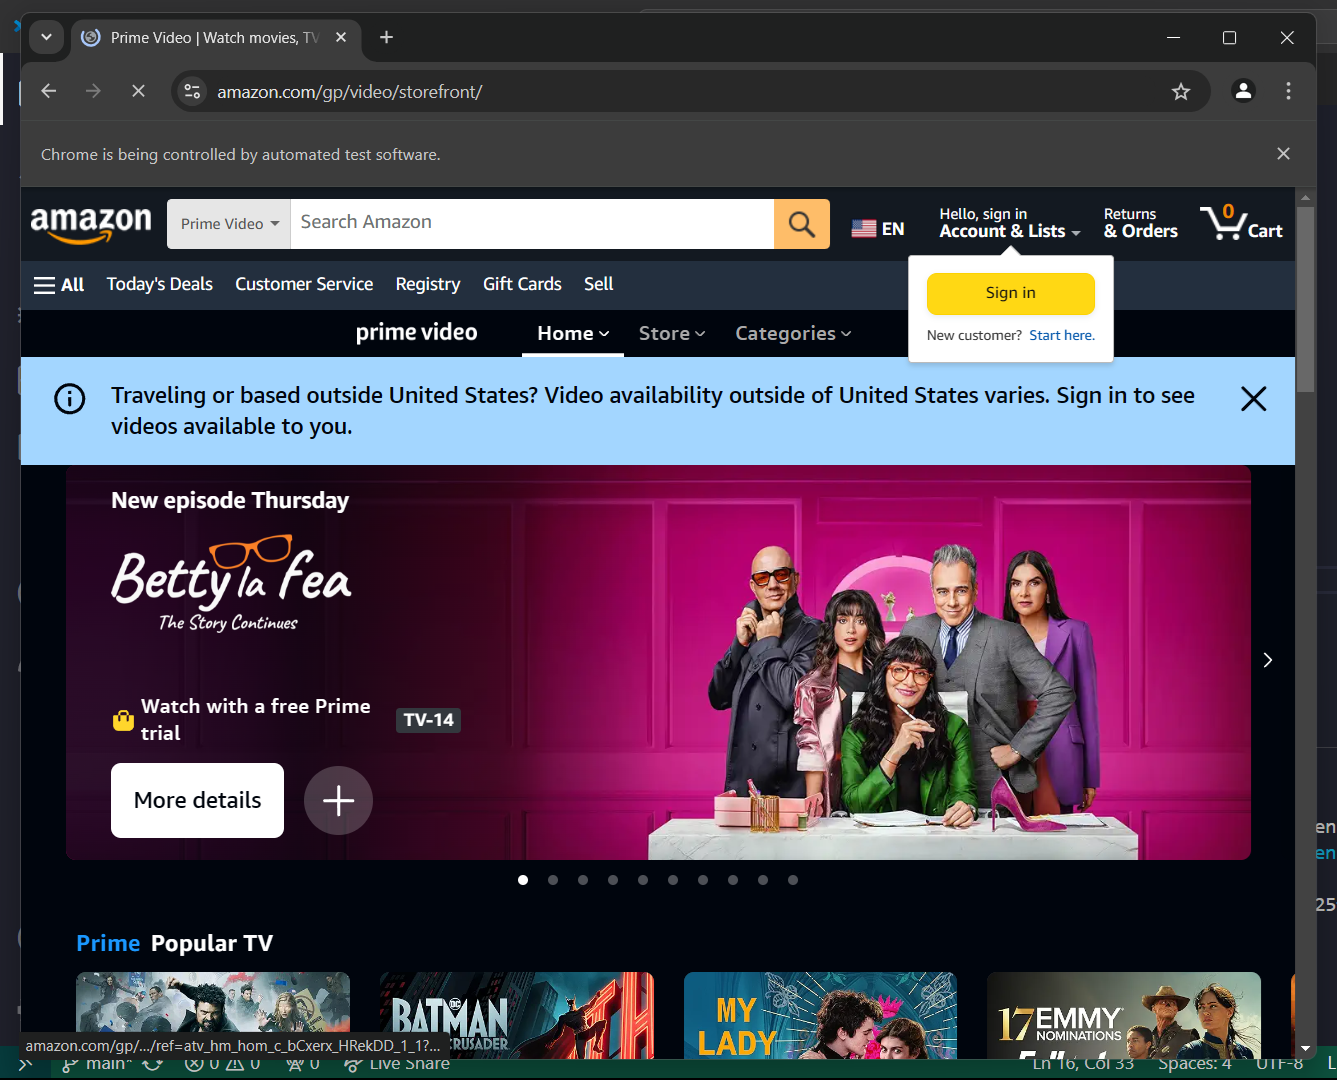 Prime Video | Watch movies, TV
amazon.com/gp/video/storefront/
Chrome is being controlled by automated test software.
amazon
Prime Video
Search Amazon
EN
Hello, sign in
Account & Lists
Returns
& Orders
0
Cart
All
Today's Deals
Customer Service
Registry
Gift Cards
Sell
Sign in
New customer? Start here.
prime video
Home
Store
Categories
Traveling or based outside United States? Video availability outside of United States varies. Sign in to see
videos available to you.
New episode Thursday
Betty la fea
The Story Continues
Watch with a free Prime
trial
TV-14
More details
en
en
25
Prime Popular TV
DC
BATMAN
CRUSADER
MY
LADY
17 EMMY
NOMINATIONS
amazon.com/gp/.../ref=atv_hm_hom_c_bCxerx_HRekDD_1_1?...
main*
0
0
0
Live Share
Ln 16, Col 33
Spaces: 4
UTF-8